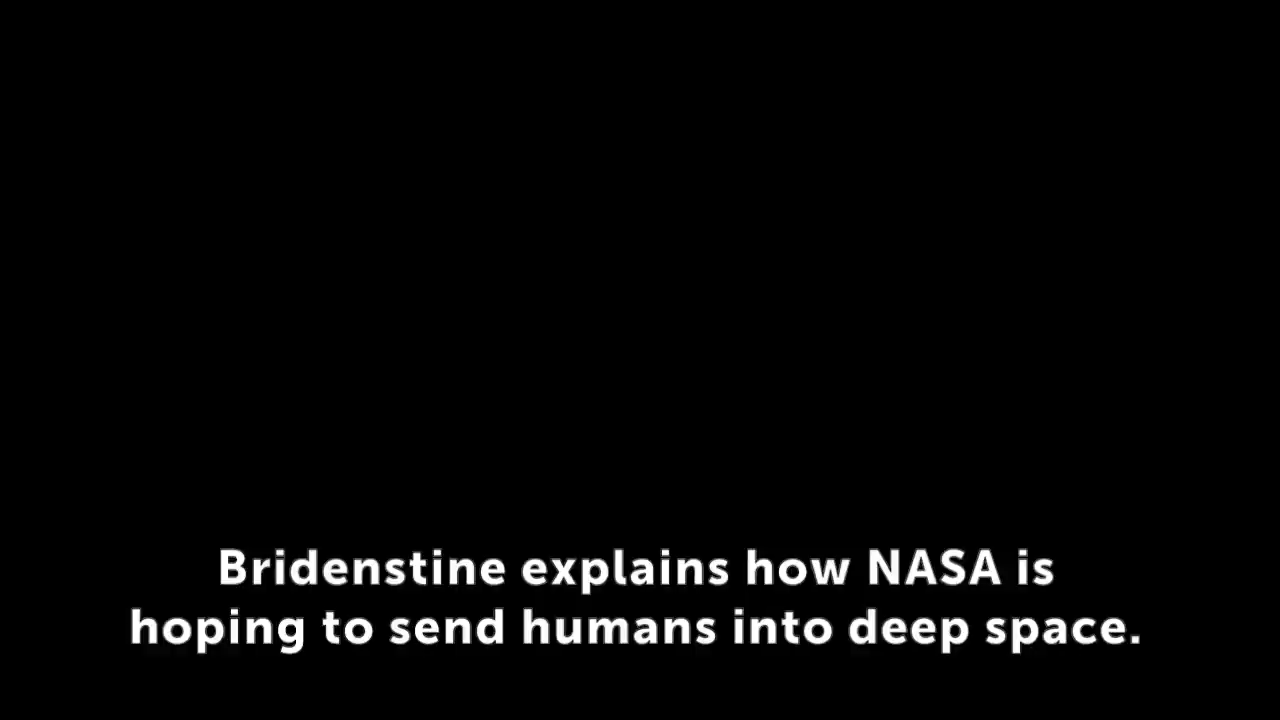 Bridenstine explains how NASA is
hoping to send humans into deep space.